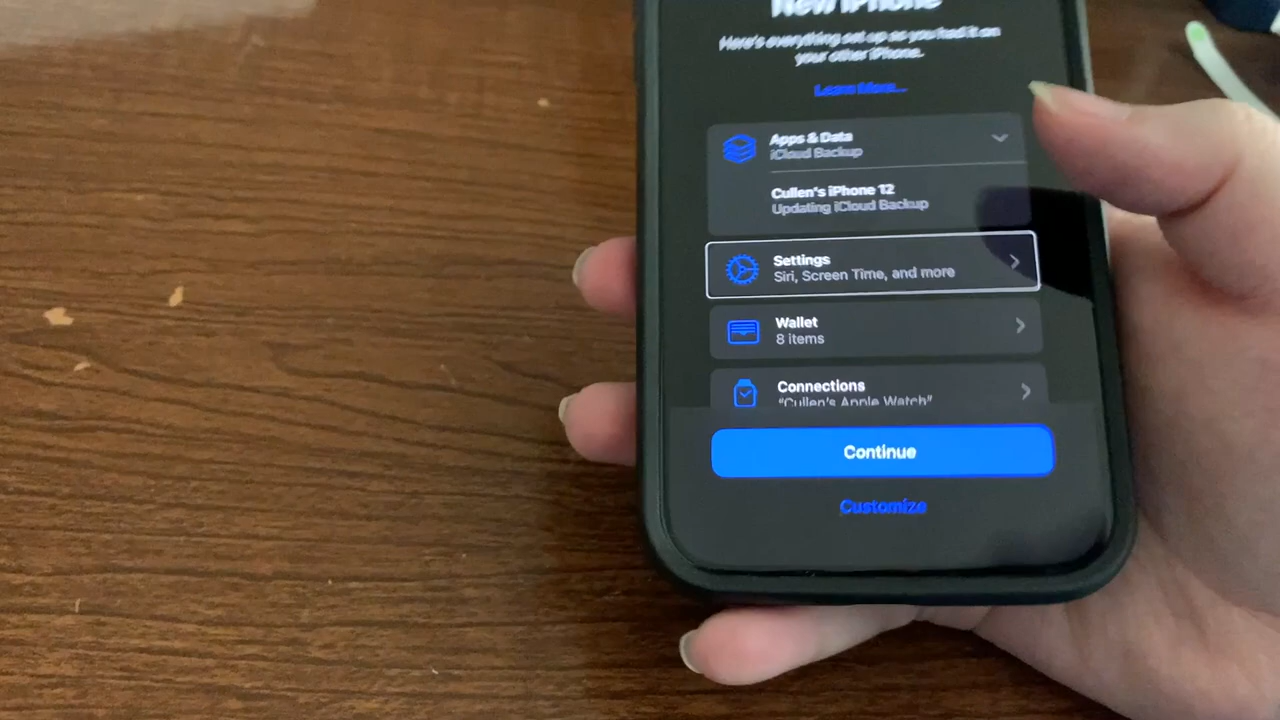 New iPhone
Here's everything set up as you had it on
your other iPhone.
Learn More...
Apps & Data
iCloud Backup
Cullen's iPhone 12
Updating iCloud Backup
Settings
Siri, Screen Time, and more
Wallet
8 items
Connections
“Cullen's Apple Watch”
Continue
Customize